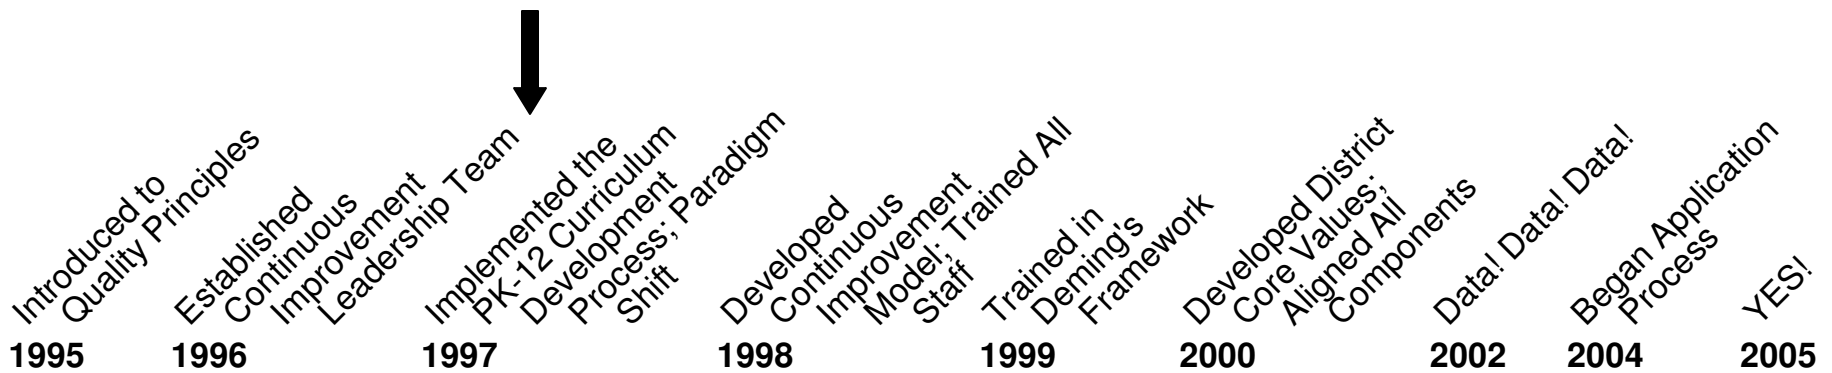 Introduced to
Quality Principles
1995
Established
Continuous
Improvement
Leadership Team
1996
Implemented the
PK-12 Curriculum
Development
Process; Paradigm
Shift
1997
Developed
Continuous
Improvement
Model; Trained All
Staff
1998
Trained in
Deming's
Framework
1999
Developed District
Core Values;
Aligned All
Components
2000
Data! Data! Data!
2002
Began Application
Process
2004
YES!
2005